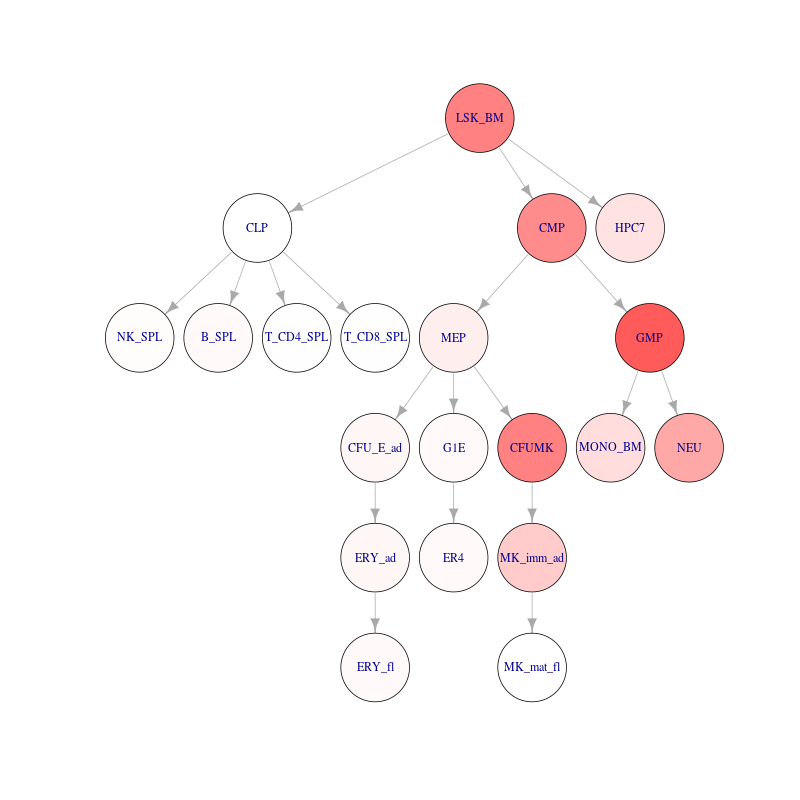 LSK_BM
CLP
CMP
HPC7
NK_SPL
B_SPL
T_CD4_SPL
T_CD8_SPL
MEP
GMP
CFU_E_ad
G1E
CFUMK
MONO_BM
NEU
ERY_ad
ER4
MK_imm_ad
ERY_fl
MK_mat_fl